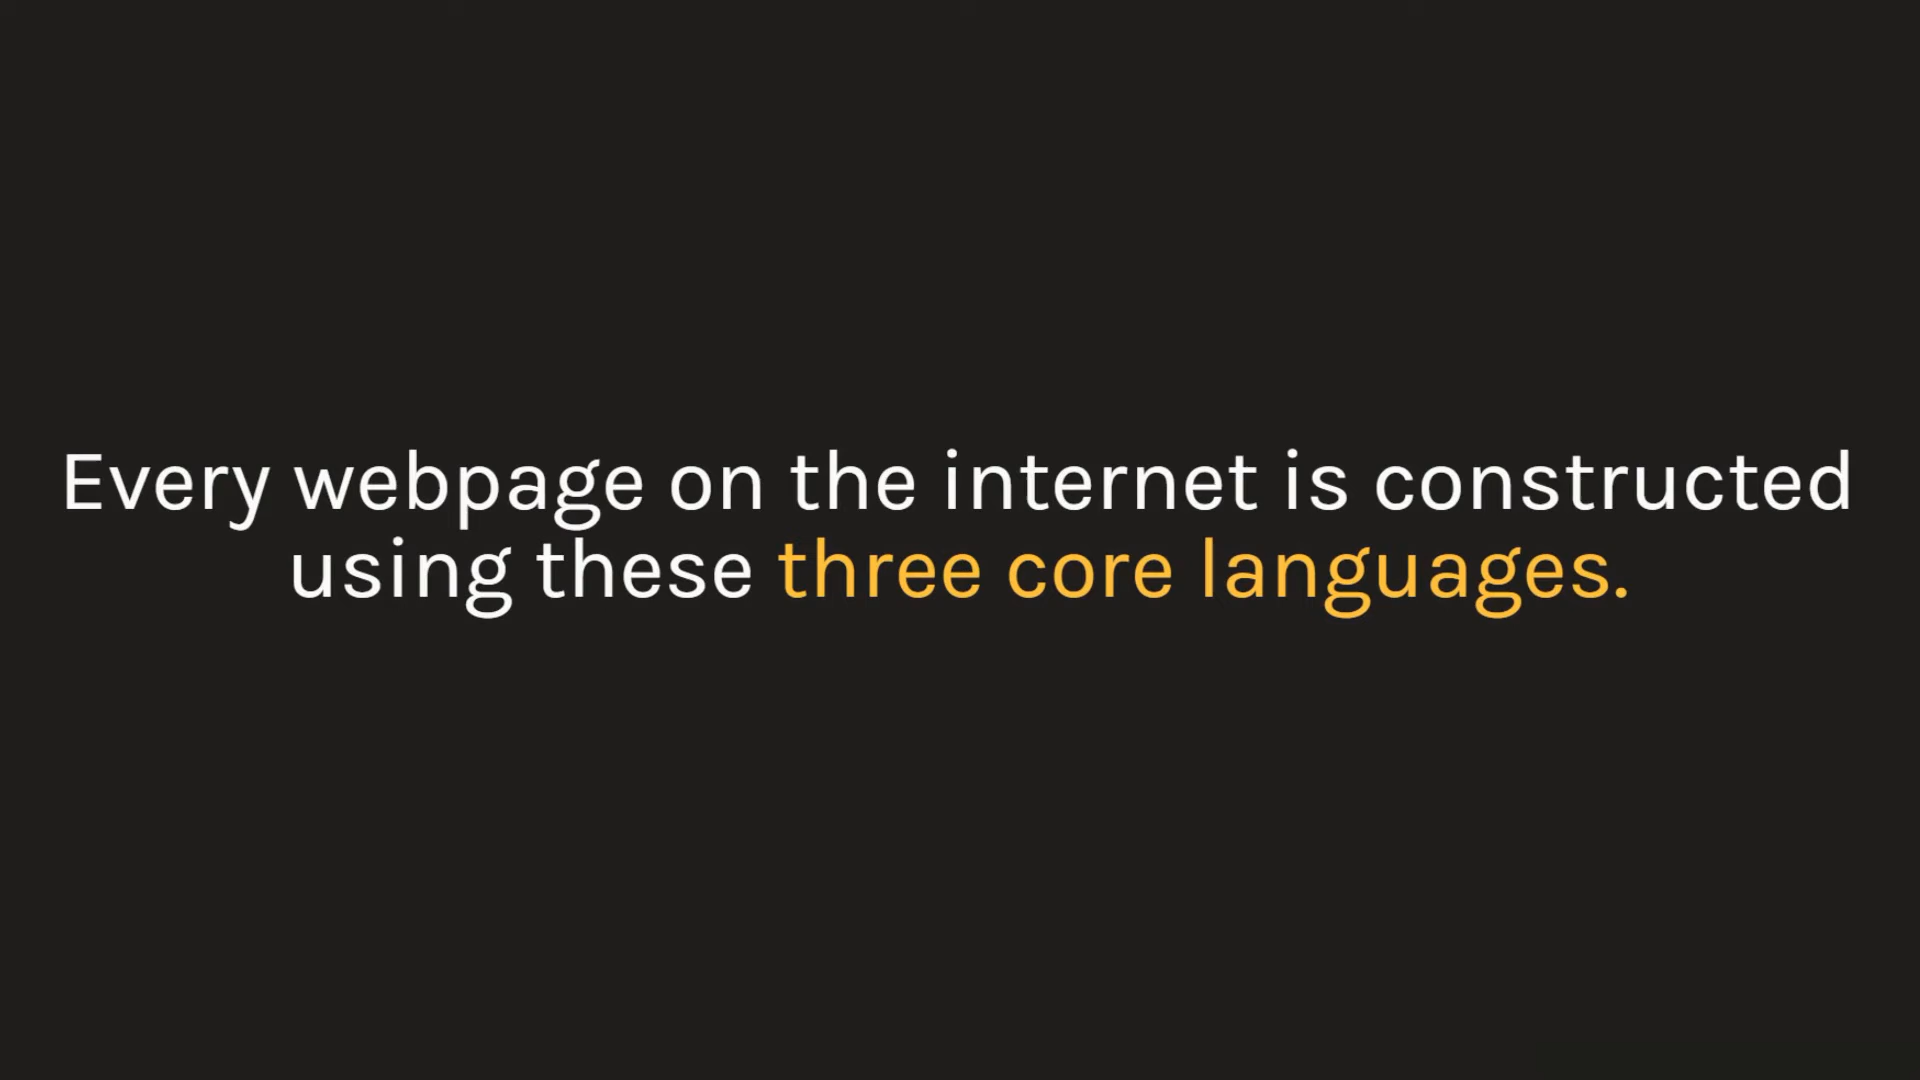 Every webpage on the internet is constructed
using these three core languages.